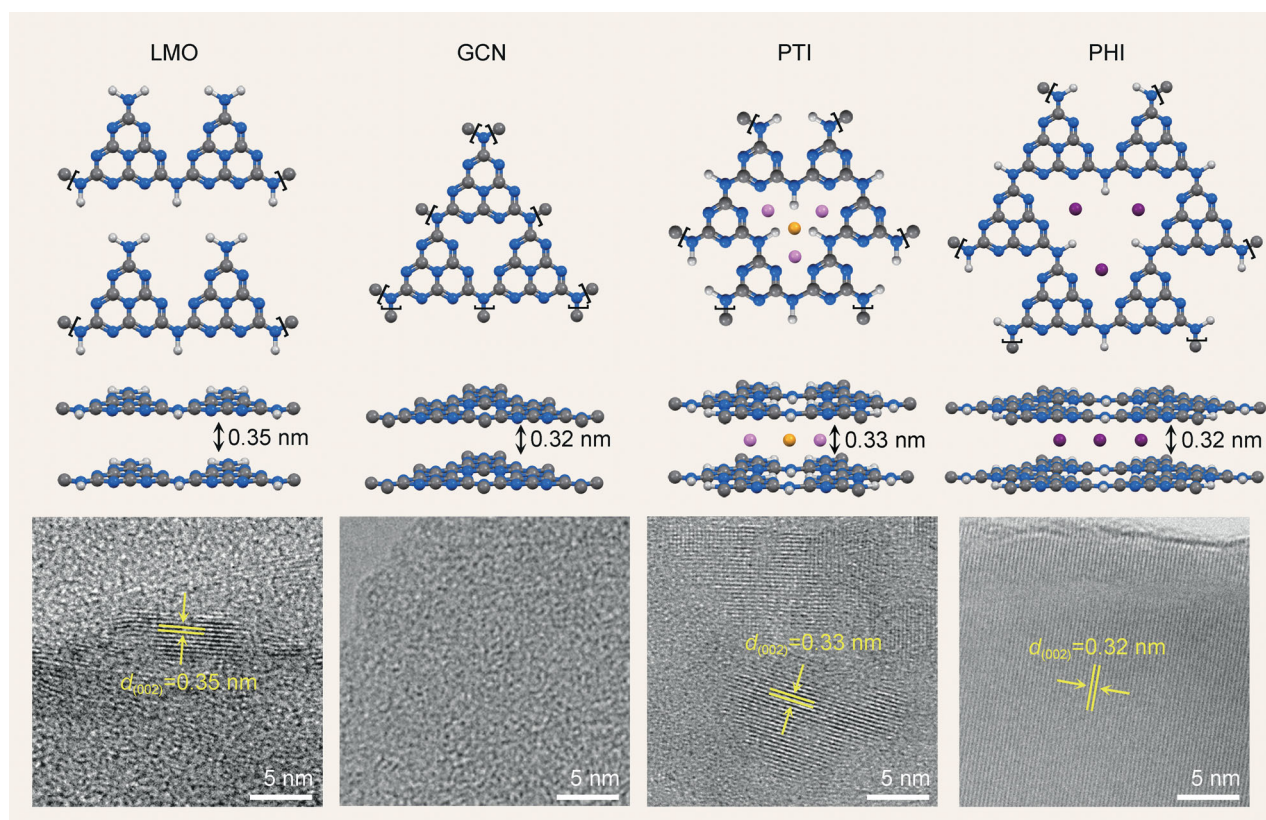 LMO
GCN
PTI
PHI
0.35 nm
0.32 nm
0.33 nm
0.32 nm
d(002)=0.35 nm
d(002)=0.33 nm
d(002)=0.32 nm
5 nm
5 nm
5 nm
5 nm